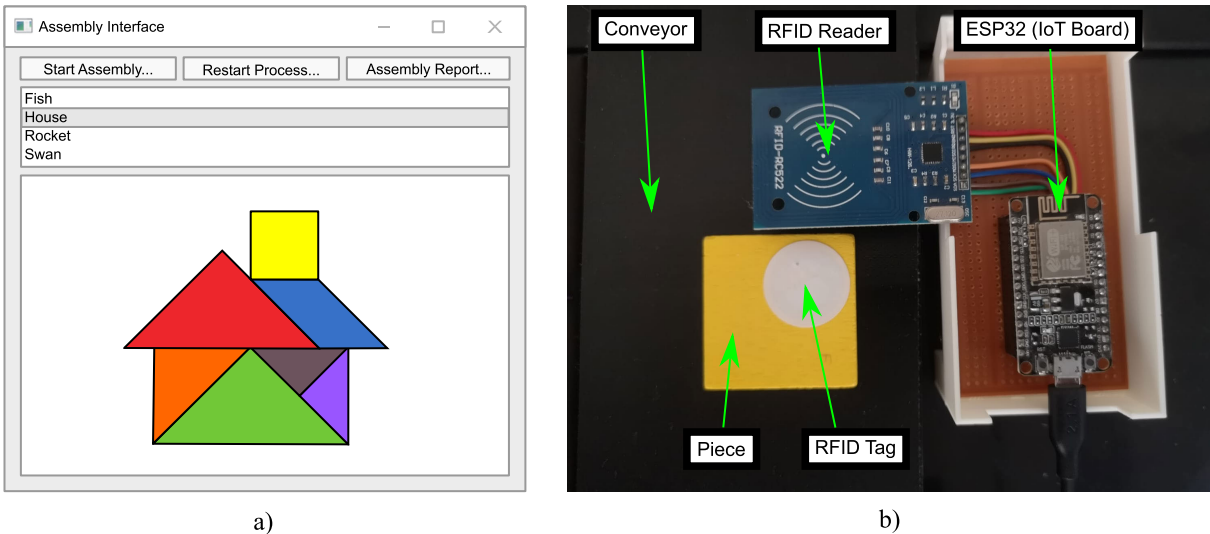 Assembly Interface
Start Assembly...
Restart Process...
Assembly Report...
Fish
House
Rocket
Swan
a)
Conveyor
RFID Reader
ESP32 (IoT Board)
RFID-RC522
Piece
RFID Tag
b)